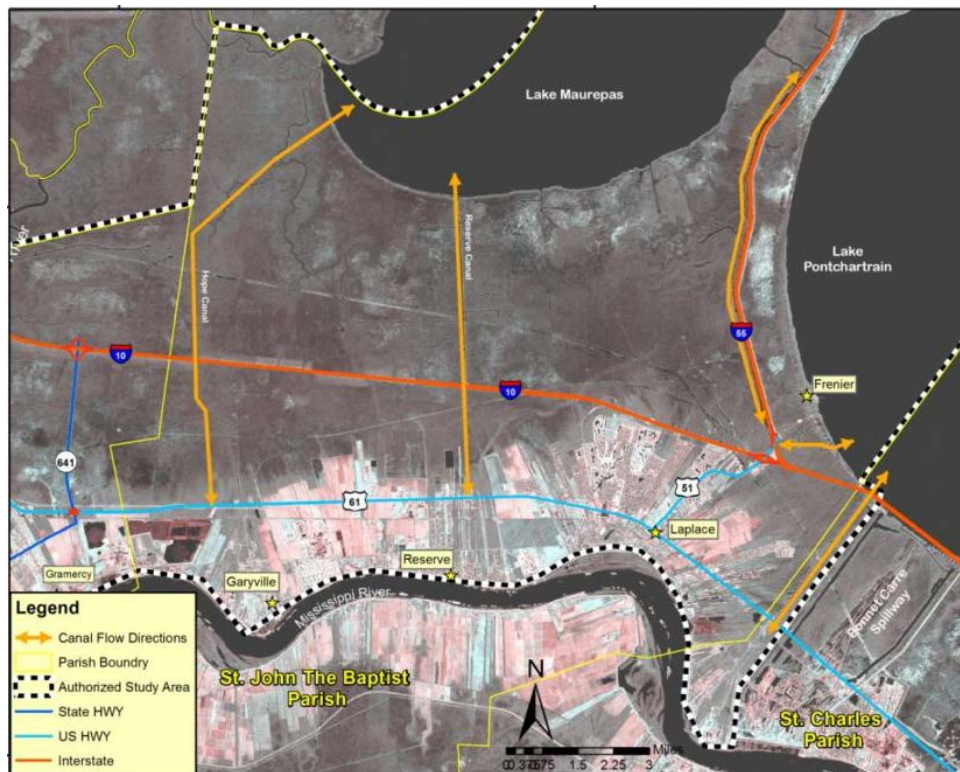 Lake Maurepas
Lake
Pontchartrain
Reserve Canal
Hope Canal
55
10
10
Frenier
641
61
51
Laplace
Reserve
Gramercy
Garyville
Mississippi River
Bonnet Carre
Spillway
St. John The Baptist
Parish
St. Charles
Parish
N
Miles
1.5
2.25
3
Legend
Canal Flow Directions
Parish Boundry
Authorized Study Area
State HWY
US HWY
Interstate